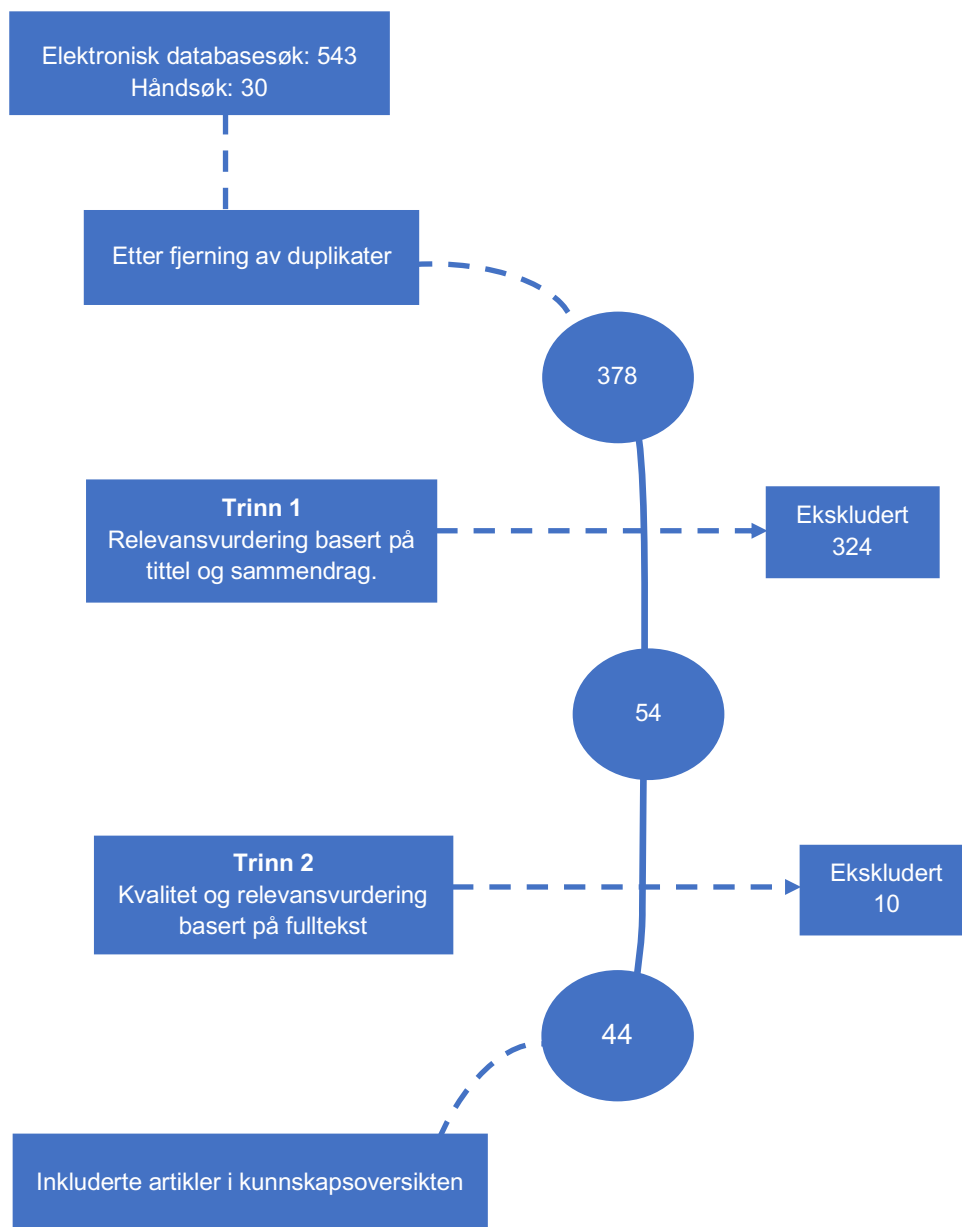 Elektronisk databasesøk: 543
Håndsøk: 30
Etter fjerning av duplikater
378
Trinn 1
Relevansvurdering basert på
tittel og sammendrag.
Ekskludert
324
54
Trinn 2
Kvalitet og relevansvurdering
basert på fulltekst
Ekskludert
10
44
Inkluderte artikler i kunnskapsoversikten